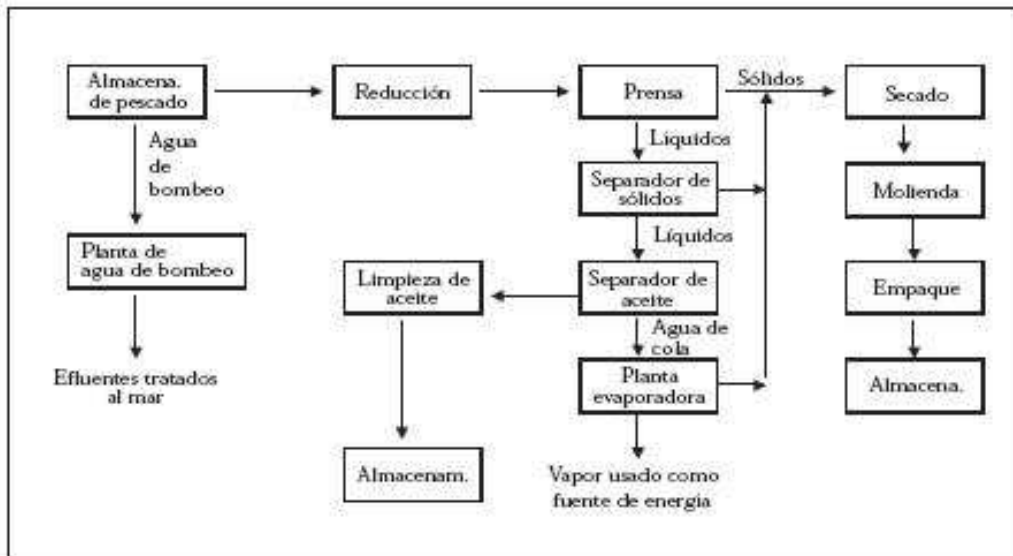 Almacena.
de pescado
Reducción
Prensa
Sólidos
Secado
Agua
de
bombeo
Líquidos
Separador de
sólidos
Molienda
Planta de
agua de bombeo
Líquidos
Limpieza de
aceite
Separador de
aceite
Empaque
Agua de
cola
Efluentes tratados
al mar
Planta
evaporadora
Almacena.
Almacenam.
Vapor usado como
fuente de energía